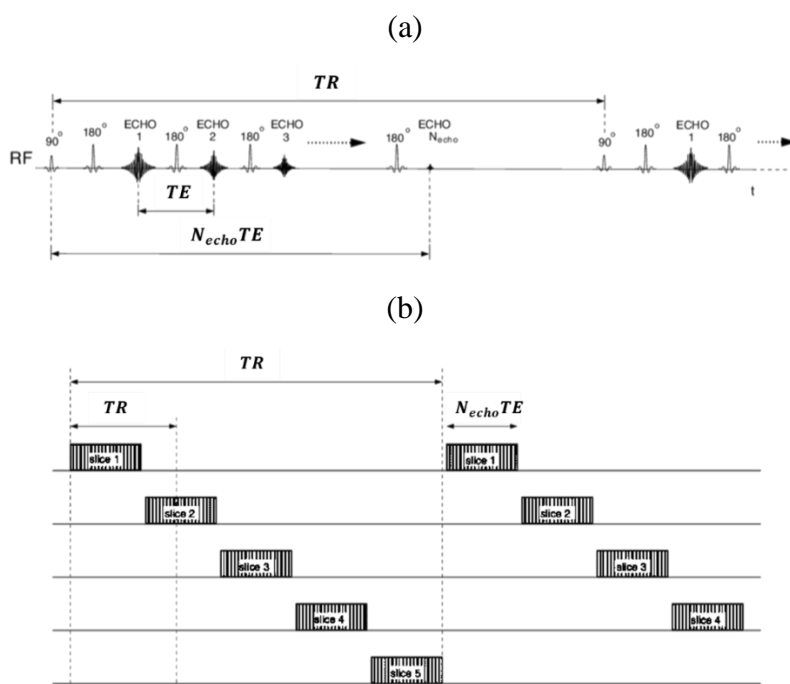 (a)
TR
90° 180° ECHO 1 180° ECHO 2 180° ECHO 3 180° ECHO Necho 90° 180° ECHO 1 180°
RF
TE
t
NechoTE
(b)
TR
TR NechoTE
slice 1 slice 1
slice 2 slice 2
slice 3 slice 3
slice 4 slice 4
slice 5